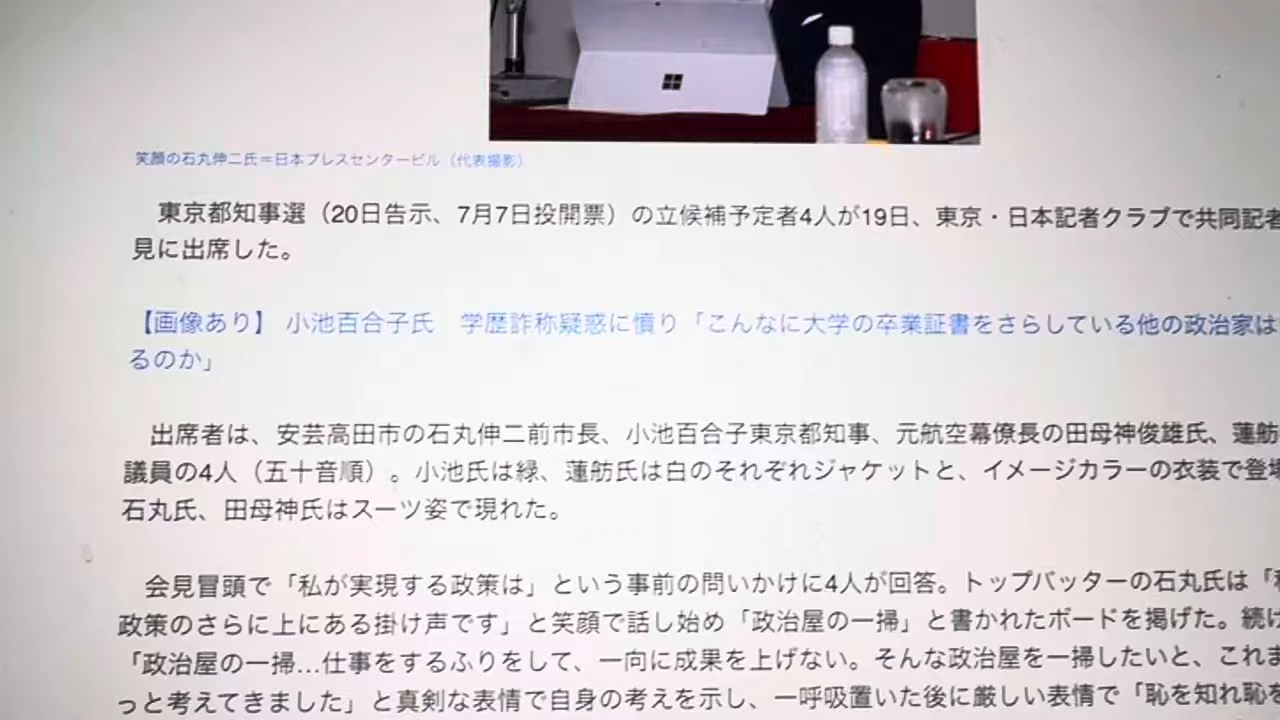 笑顔の石丸伸二氏＝日本プレスセンタービル（代表撮影）
東京都知事選（20日告示、7月7日投開票）の立候補予定者4人が19日、東京・日本記者クラブで共同記者
見に出席した。
【画像あり】 小池百合子氏　学歴詐称疑惑に憤り「こんなに大学の卒業証書をさらしている他の政治家は
るのか」
出席者は、安芸高田市の石丸伸二前市長、小池百合子東京都知事、元航空幕僚長の田母神俊雄氏、蓮舫
議員の4人（五十音順）。小池氏は緑、蓮舫氏は白のそれぞれジャケットと、イメージカラーの衣装で登場
石丸氏、田母神氏はスーツ姿で現れた。
会見冒頭で「私が実現する政策は」という事前の問いかけに4人が回答。トップバッターの石丸氏は「
政策のさらに上にある掛け声です」と笑顔で話し始め「政治屋の一掃」と書かれたボードを掲げた。続け
「政治屋の一掃…仕事をするふりをして、一向に成果を上げない。そんな政治屋を一掃したいと、これま
っと考えてきました」と真剣な表情で自身の考えを示し、一呼吸置いた後に厳しい表情で「恥を知れ恥を